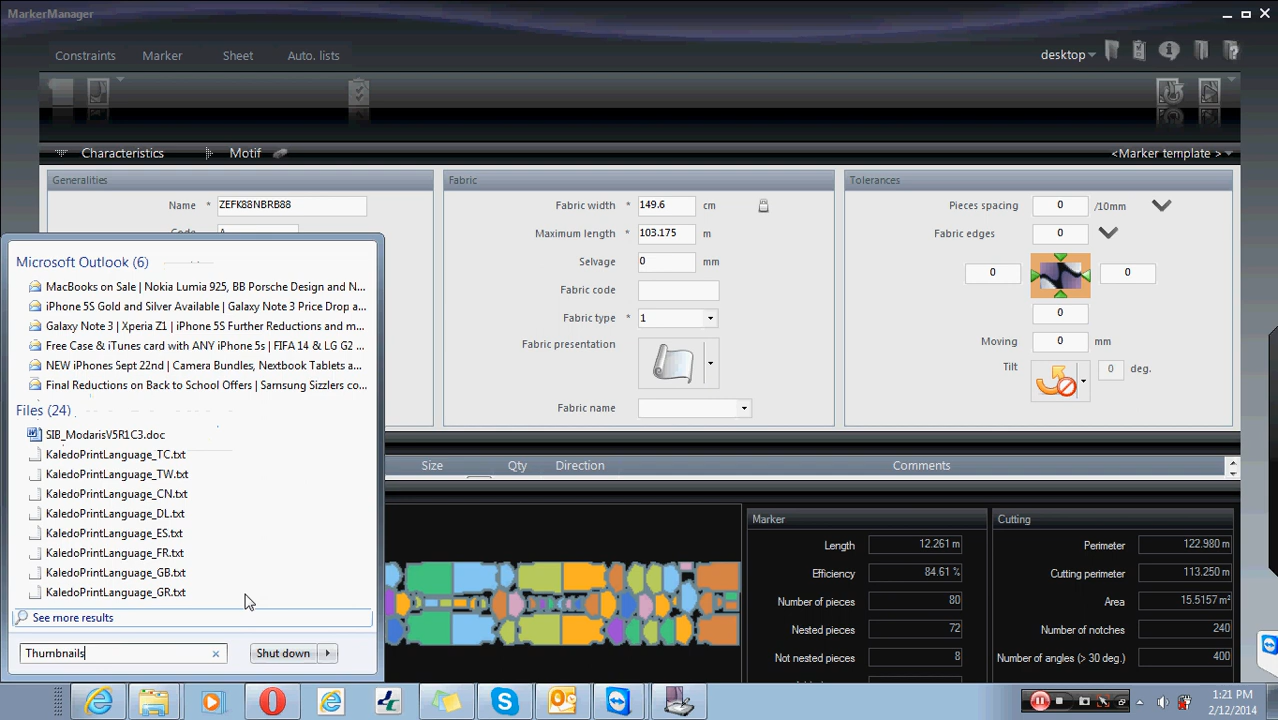 MarkerManager
Constraints Marker Sheet Auto. lists
desktop
Characteristics Motif
<Marker template >
Generalities
Name * ZEFK88NBRB88
Code A
Fabric
Fabric width * 149.6 cm
Maximum length * 103.175 m
Selvage 0 mm
Fabric code
Fabric type * 1
Fabric presentation
Fabric name
Tolerances
Pieces spacing 0 /10mm
Fabric edges 0
0 0
0
Moving 0 mm
Tilt 0 deg.
Microsoft Outlook (6)
MacBooks on Sale | Nokia Lumia 925, BB Porsche Design and N...
iPhone 5S Gold and Silver Available | Galaxy Note 3 Price Drop a...
Galaxy Note 3 | Xperia Z1 | iPhone 5S Further Reductions and m...
Free Case & iTunes card with ANY iPhone 5s | FIFA 14 & LG G2 ...
NEW iPhones Sept 22nd | Camera Bundles, Nextbook Tablets a...
Final Reductions on Back to School Offers | Samsung Sizzlers co...
Files (24)
SIB_ModarisV5R1C3.doc
KaledoPrintLanguage_TC.txt
KaledoPrintLanguage_TW.txt
KaledoPrintLanguage_CN.txt
KaledoPrintLanguage_DL.txt
KaledoPrintLanguage_ES.txt
KaledoPrintLanguage_FR.txt
KaledoPrintLanguage_GB.txt
KaledoPrintLanguage_GR.txt
See more results
Thumbnails
Shut down
Size Qty Direction Comments
Marker
Length 12.261 m
Efficiency 84.61 %
Number of pieces 80
Nested pieces 72
Not nested pieces 8
Cutting
Perimeter 122.980 m
Cutting perimeter 113.250 m
Area 15.5157 m²
Number of notches 240
Number of angles (> 30 deg.) 400
1:21 PM
2/12/2014